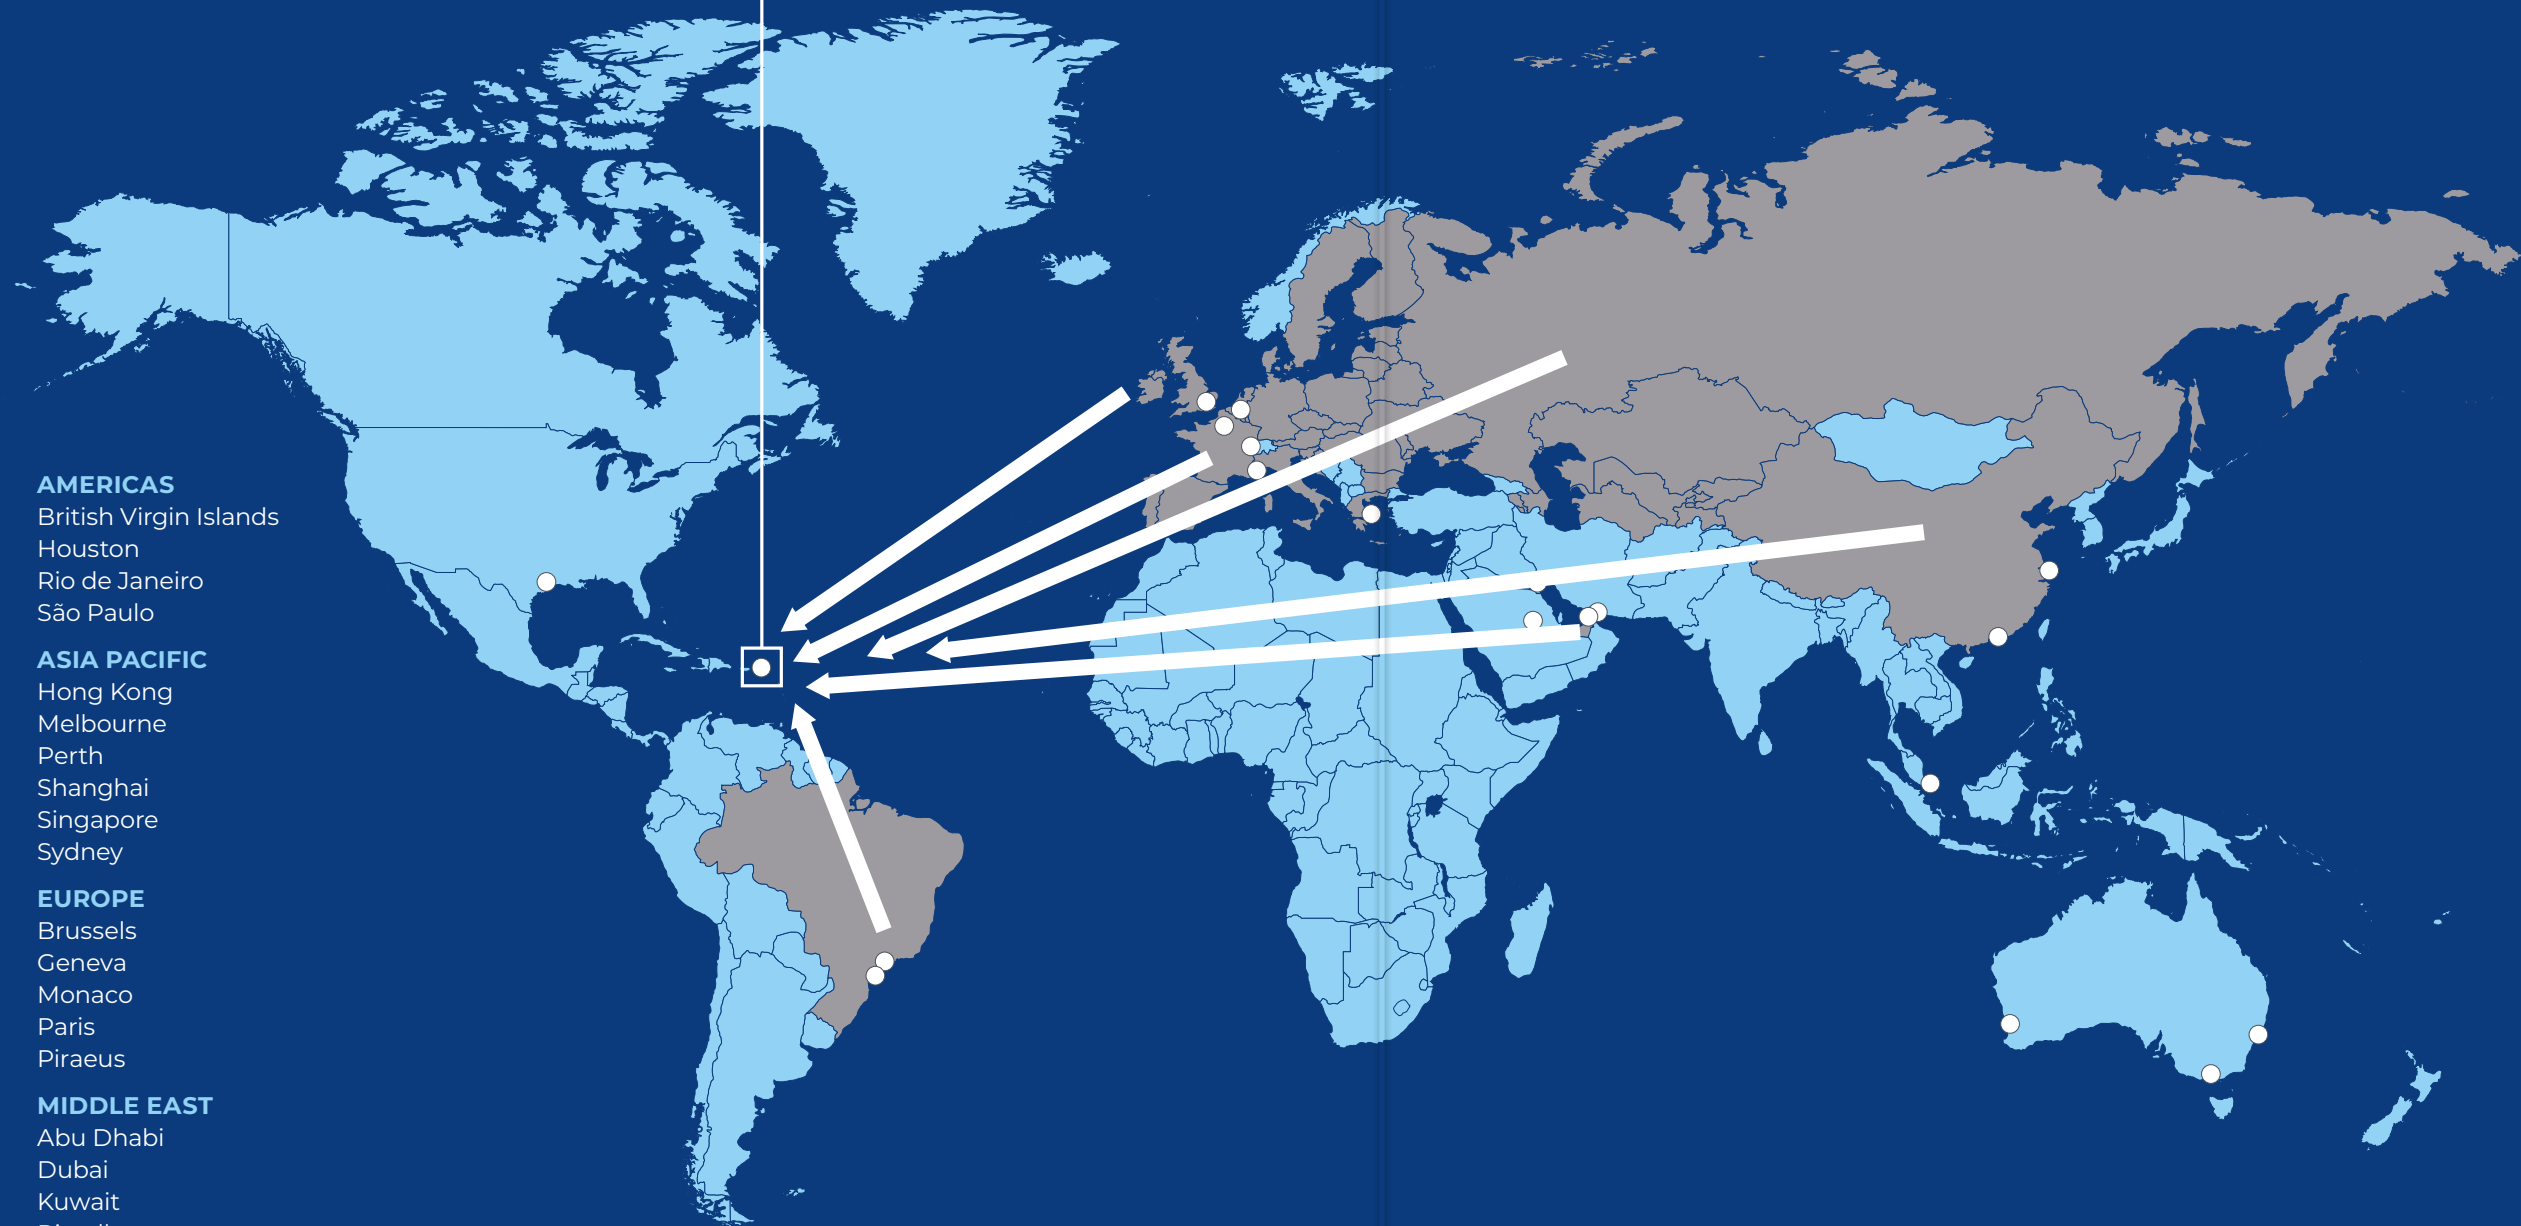 AMERICAS
British Virgin Islands
Houston
Rio de Janeiro
São Paulo
ASIA PACIFIC
Hong Kong
Melbourne
Perth
Shanghai
Singapore
Sydney
EUROPE
Brussels
Geneva
Monaco
Paris
Piraeus
MIDDLE EAST
Abu Dhabi
Dubai
Kuwait